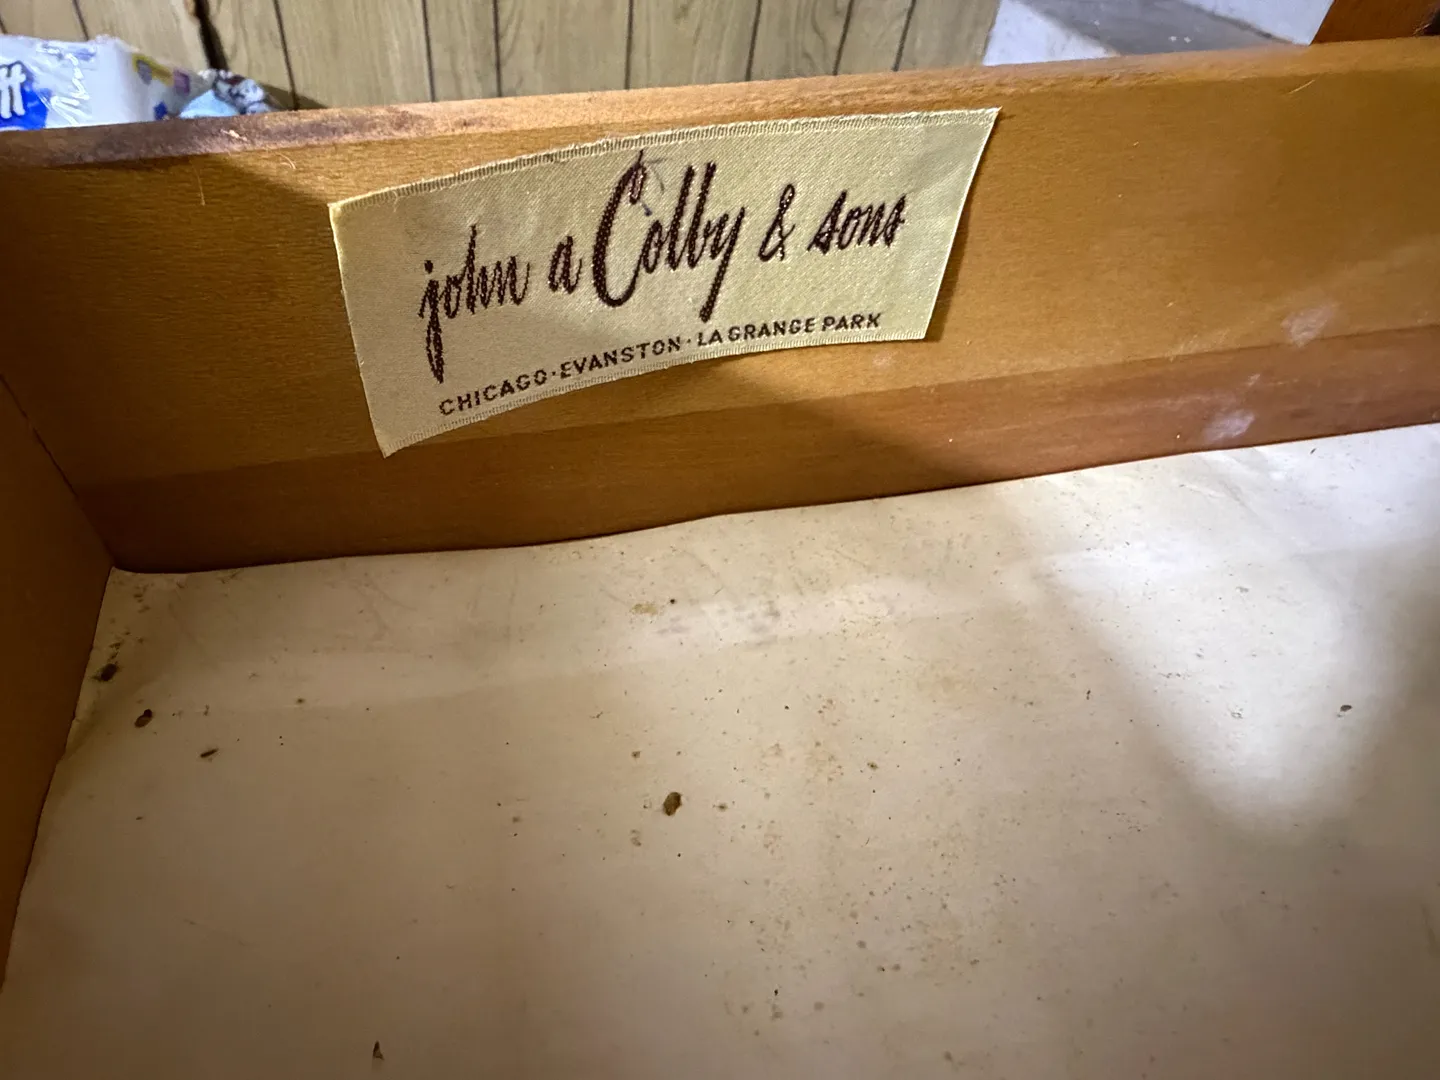 john a Colby & sons
CHICAGO · EVANSTON · LA GRANGE PARK